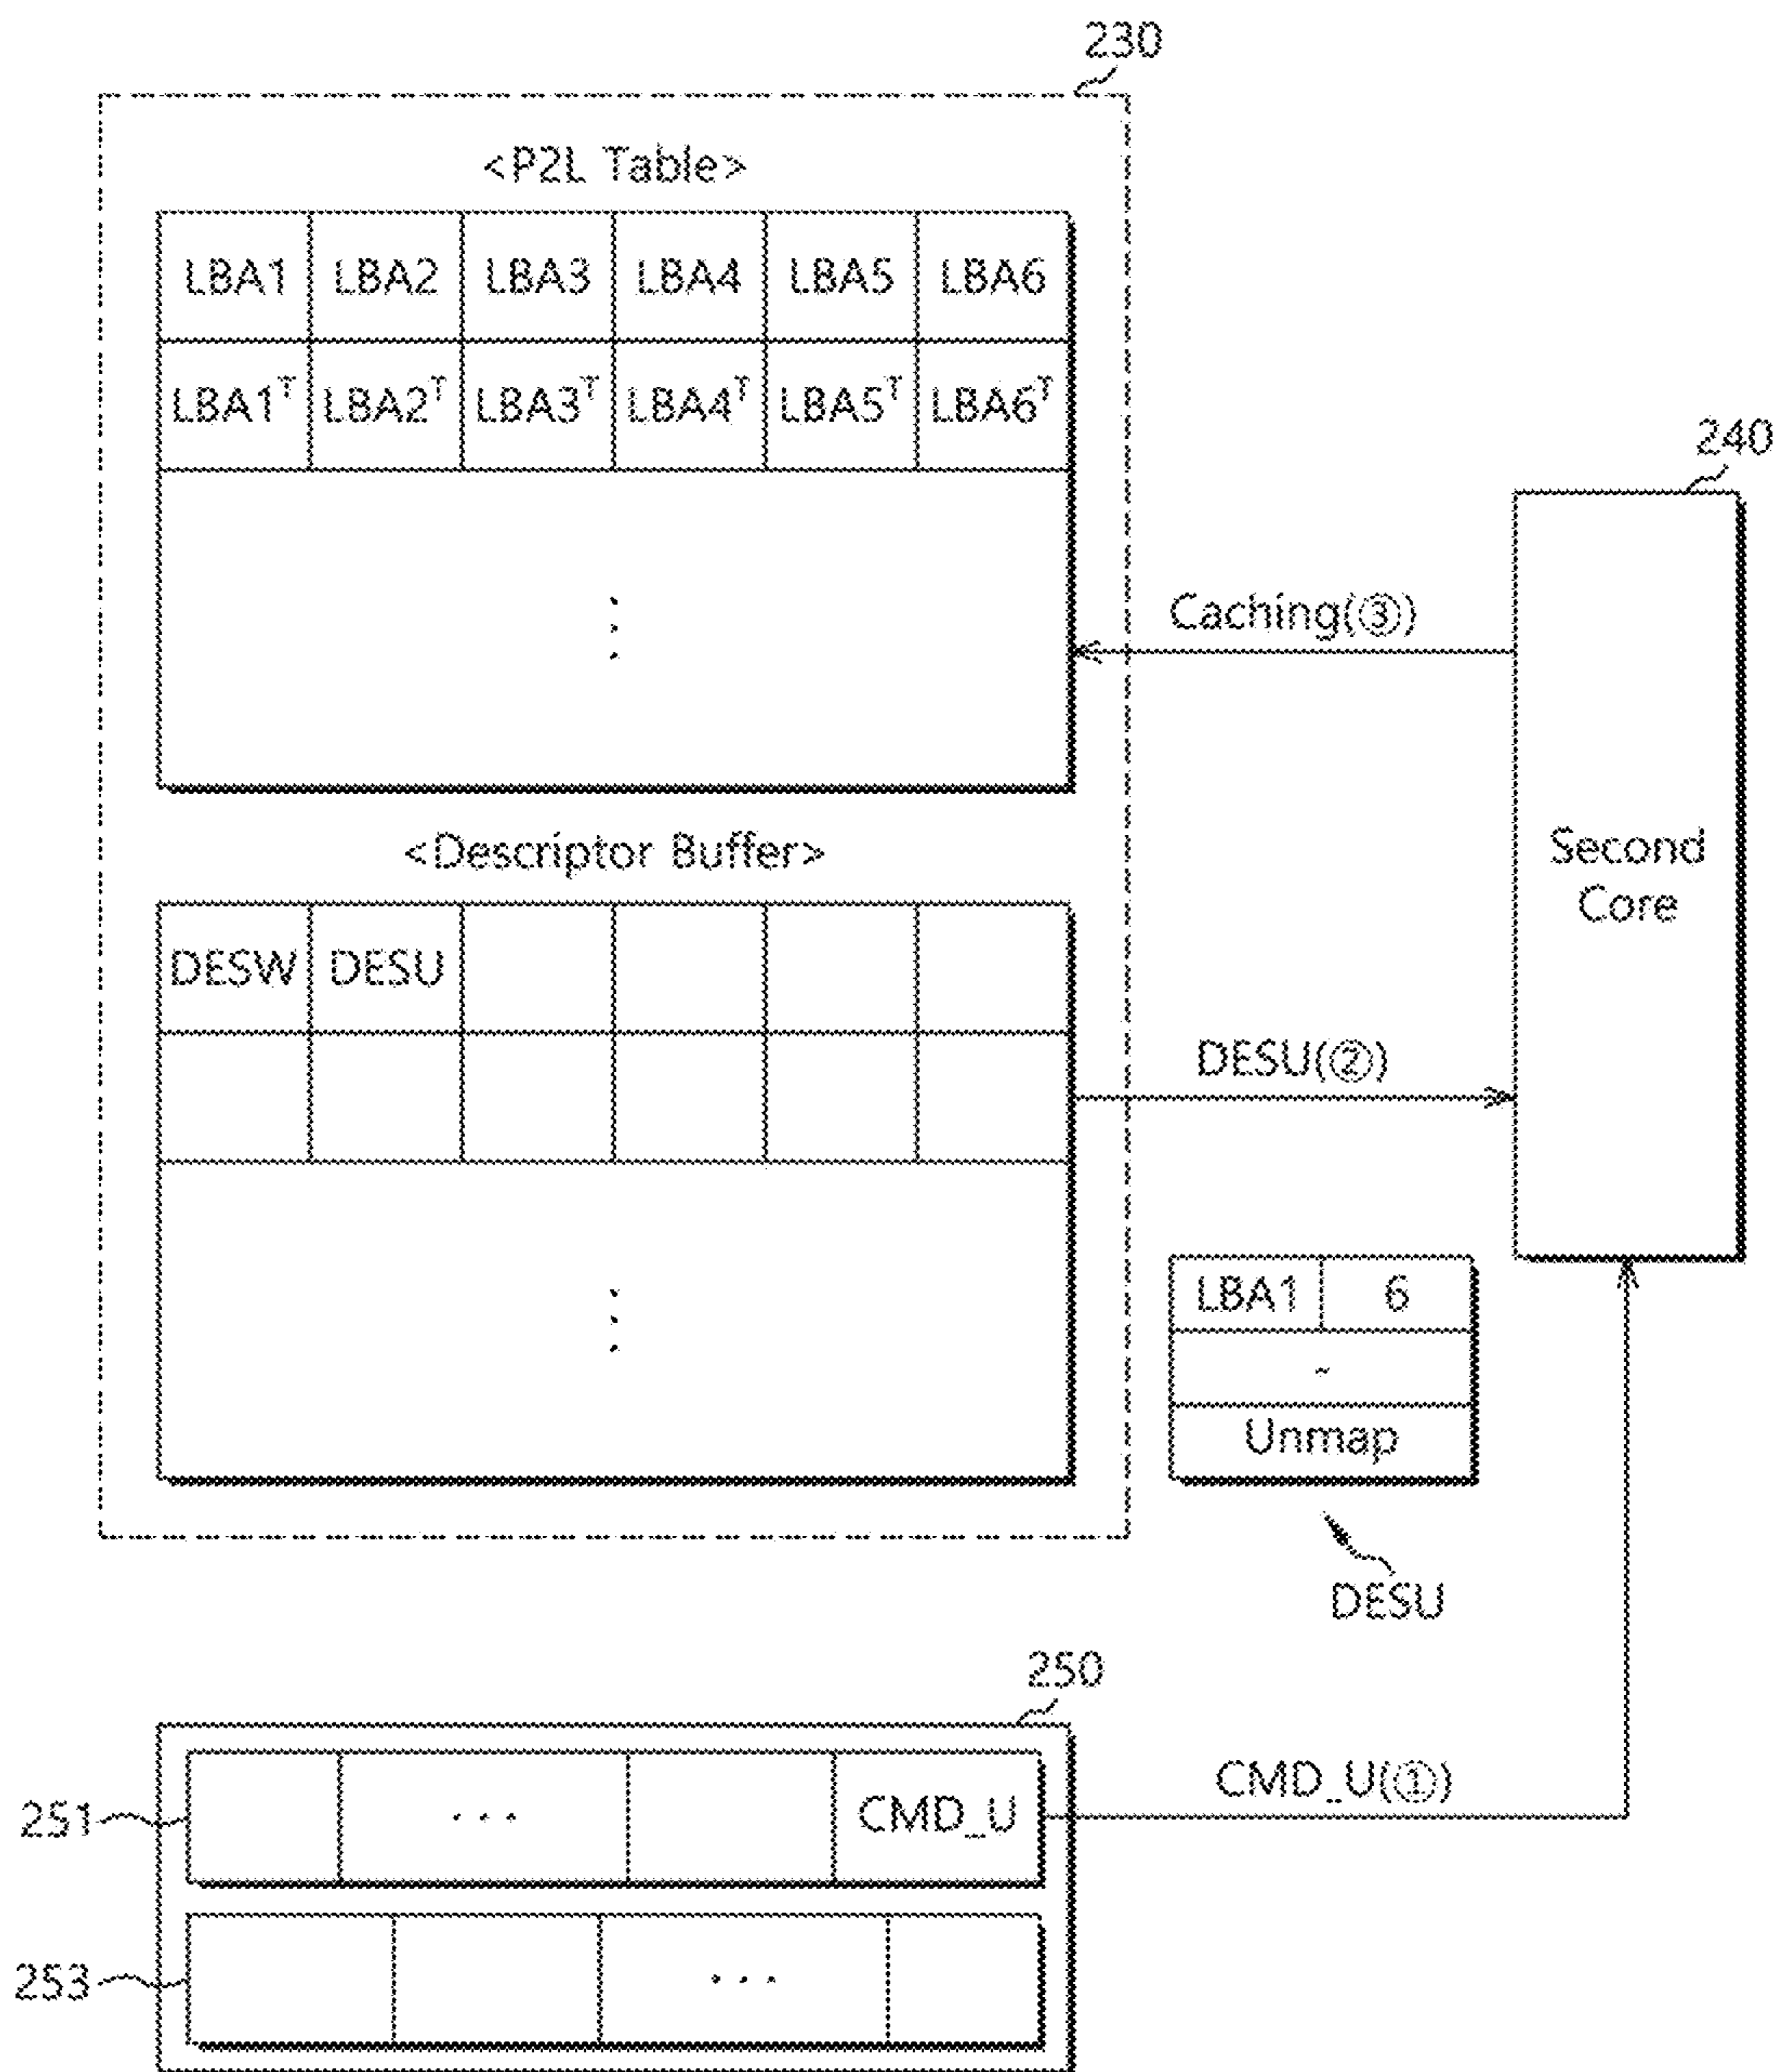 230
<P2L Table>
LBA1 LBA2 LBA3 LBA4 LBA5 LBA6
LBA1ᵀ LBA2ᵀ LBA3ᵀ LBA4ᵀ LBA5ᵀ LBA6ᵀ
240
Caching(③)
Second
Core
<Descriptor Buffer>
DESW DESU
DESU(②)
LBA1 6
~
Unmap
DESU
250
251
... CMD_U
CMD_U(①)
253
...